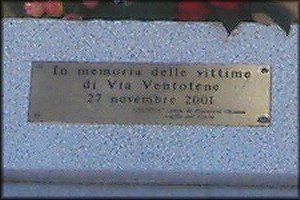 In memoria delle vittime
di Via Ventotene
27 novembre 2001